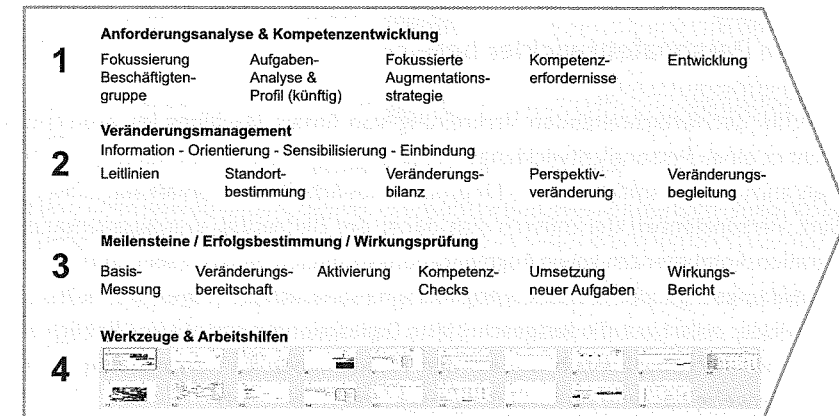 Anforderungsanalyse & Kompetenzentwicklung
1
Fokussierung Aufgaben- Fokussierte Kompetenz- Entwicklung
Beschäftigten- Analyse & Augmentations- erfordernisse
gruppe Profil (künftig) strategie
Veränderungsmanagement
2
Information - Orientierung - Sensibilisierung - Einbindung
Leitlinien Standort- Veränderungs- Perspektiv- Veränderungs-
bestimmung bilanz veränderung begleitung
Meilensteine / Erfolgsbestimmung / Wirkungsprüfung
3
Basis- Veränderungs- Aktivierung Kompetenz- Umsetzung Wirkungs-
Messung bereitschaft Checks neuer Aufgaben Bericht
Werkzeuge & Arbeitshilfen
4